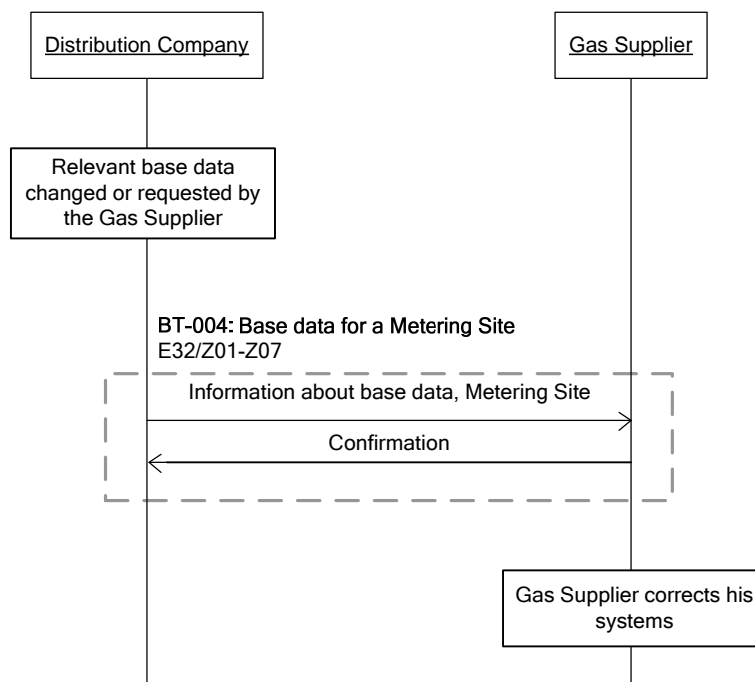 Distribution Company
Gas Supplier
Relevant base data
changed or requested by
the Gas Supplier
BT-004: Base data for a Metering Site
E32/Z01-Z07
Information about base data, Metering Site
Confirmation
Gas Supplier corrects his
systems